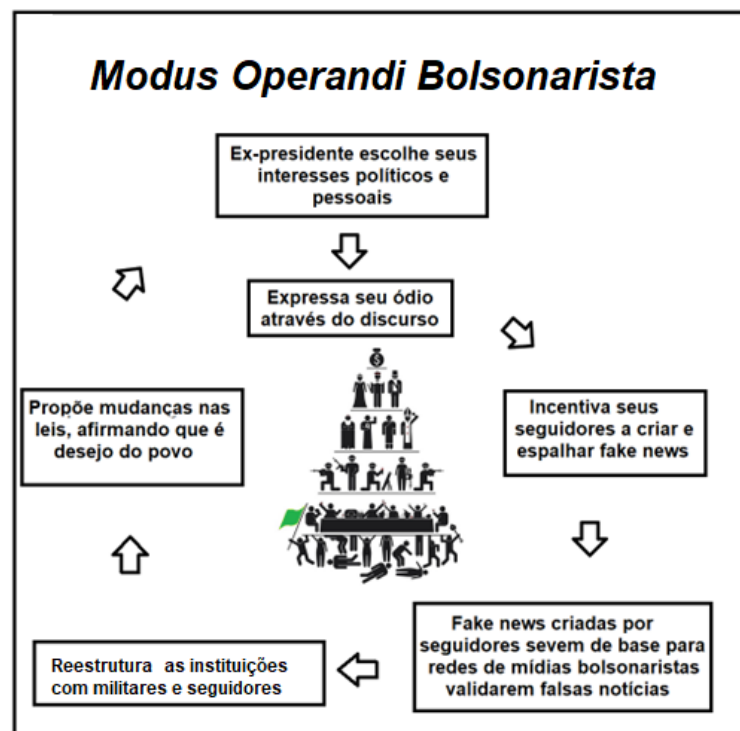 Modus Operandi Bolsonarista
Ex-presidente escolhe seus
interesses políticos e
pessoais
Expressa seu ódio
através do discurso
Incentiva seus
seguidores a criar e
espalhar fake news
Fake news criadas por
seguidores sevem de base para
redes de mídias bolsonaristas
validarem falsas notícias
Reestrutura as instituições
com militares e seguidores
Propõe mudanças nas
leis, afirmando que é
desejo do povo
$